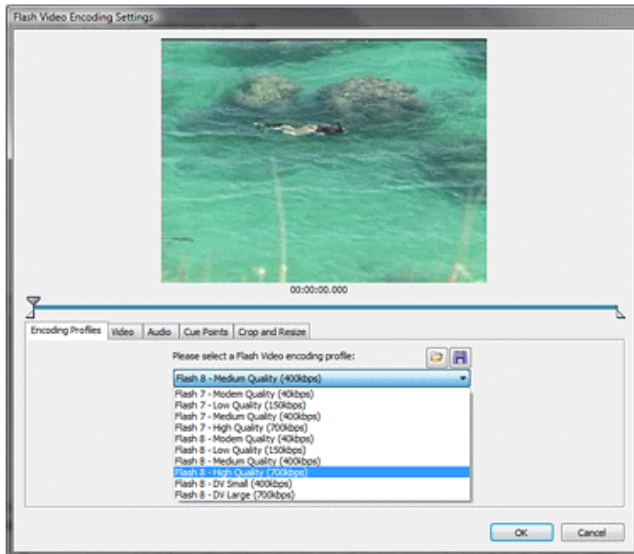 Flash Video Encoding Settings
00:00:00.000
Encoding Profiles Video Audio Cue Points Crop and Resize
Please select a Flash Video encoding profile:
Flash 8 - Medium Quality (400kbps)
Flash 7 - Modem Quality (40kbps)
Flash 7 - Low Quality (150kbps)
Flash 7 - Medium Quality (400kbps)
Flash 7 - High Quality (700kbps)
Flash 8 - Modem Quality (40kbps)
Flash 8 - Low Quality (150kbps)
Flash 8 - Medium Quality (400kbps)
Flash 8 - High Quality (700kbps)
Flash 8 - DV Small (400kbps)
Flash 8 - DV Large (700kbps)
OK Cancel